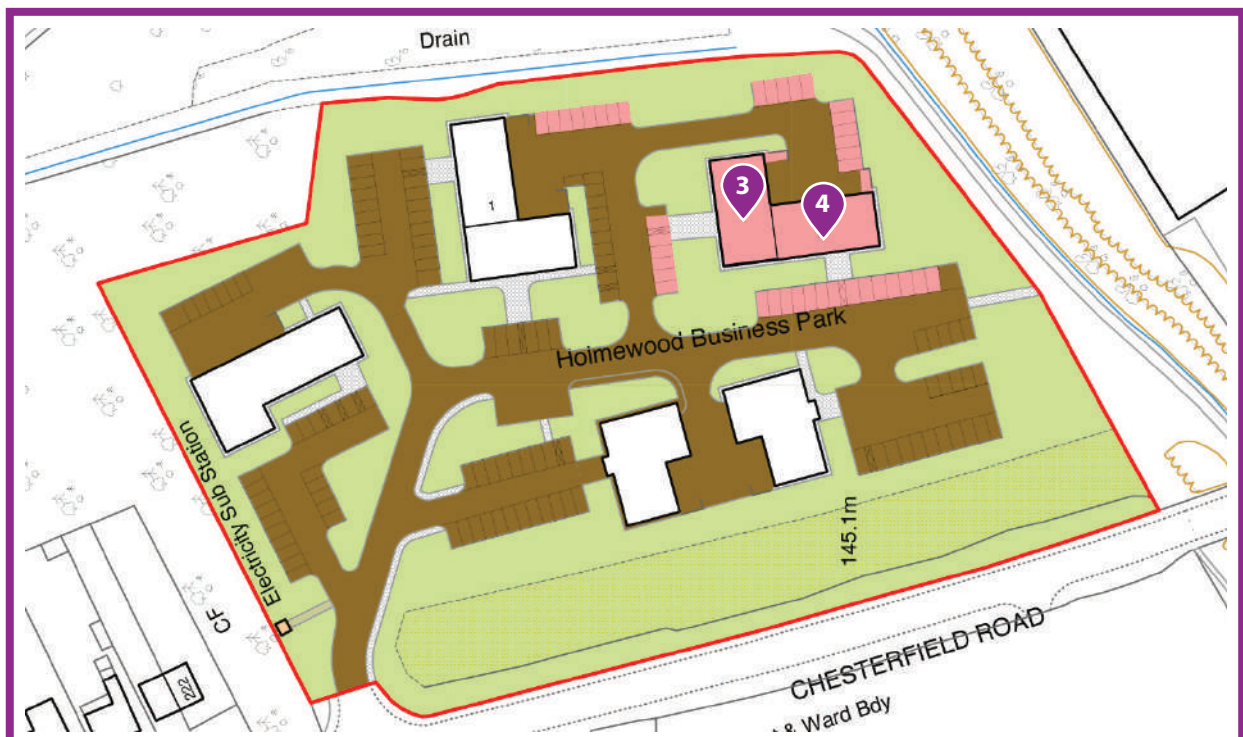 Drain
3
4
1
Holmewood Business Park
Electricity Sub Station
145.1m
CF
222
CHESTERFIELD ROAD
& Ward Bdy